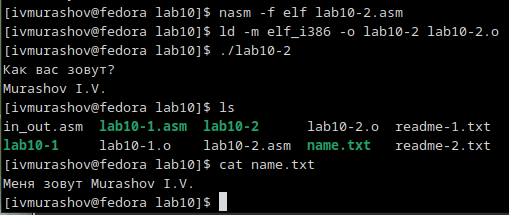 [ivmurashov@fedora lab10]$ nasm -f elf lab10-2.asm
[ivmurashov@fedora lab10]$ ld -m elf_i386 -o lab10-2 lab10-2.o
[ivmurashov@fedora lab10]$ ./lab10-2
Как вас зовут?
Murashov I.V.
[ivmurashov@fedora lab10]$ ls
in_out.asm lab10-1.asm lab10-2 lab10-2.o readme-1.txt
lab10-1 lab10-1.o lab10-2.asm name.txt readme-2.txt
[ivmurashov@fedora lab10]$ cat name.txt
Меня зовут Murashov I.V.
[ivmurashov@fedora lab10]$